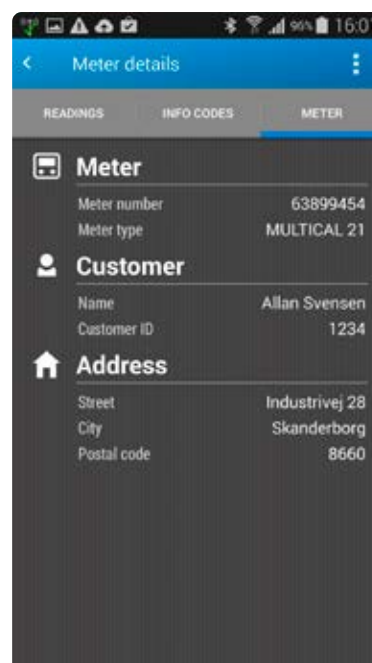 96% 16:0
Meter details
READINGS INFO CODES METER
Meter
Meter number 63899454
Meter type MULTICAL 21
Customer
Name Allan Svensen
Customer ID 1234
Address
Street Industrivej 28
City Skanderborg
Postal code 8660